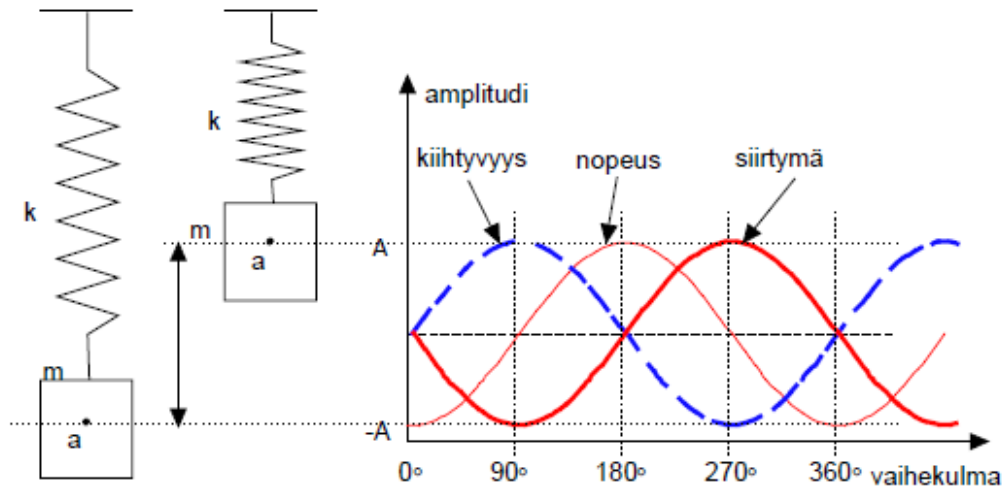 k
m
a
k
m
a
amplitudi
kiihtyvyys nopeus siirtymä
A
-A
0° 90° 180° 270° 360° vaihekulma